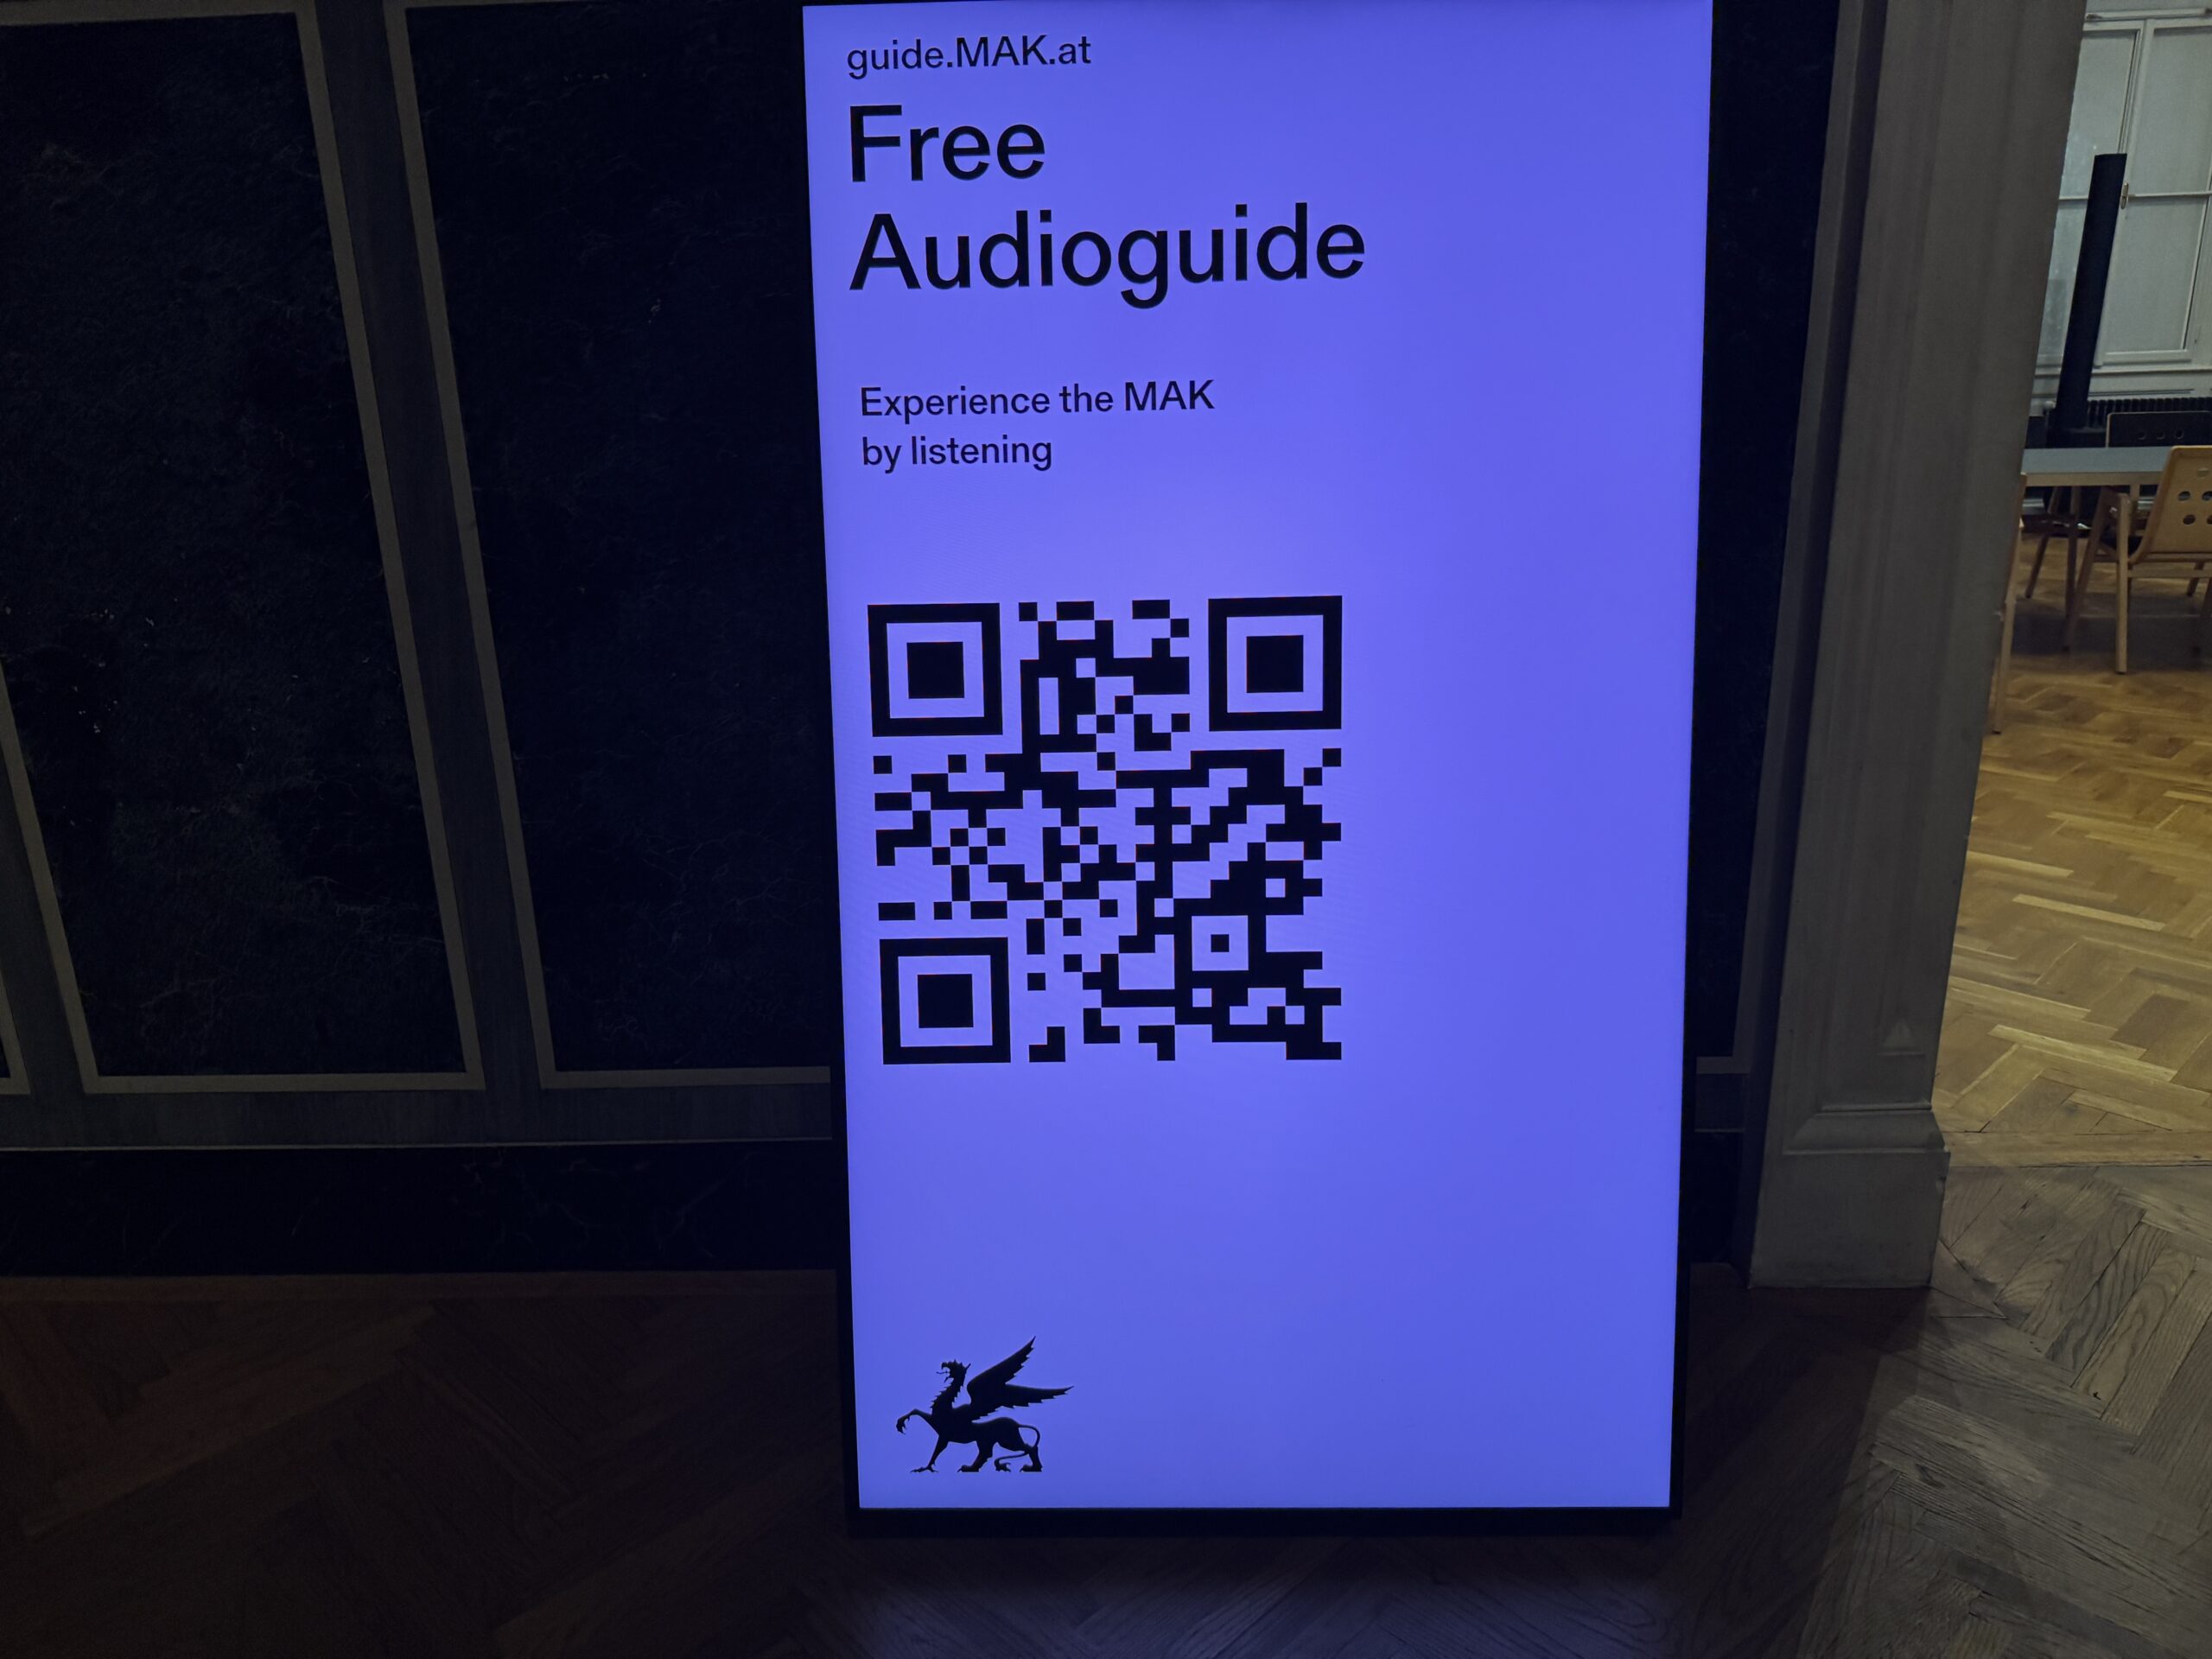 guide.MAK.at
Free
Audioguide
Experience the MAK
by listening